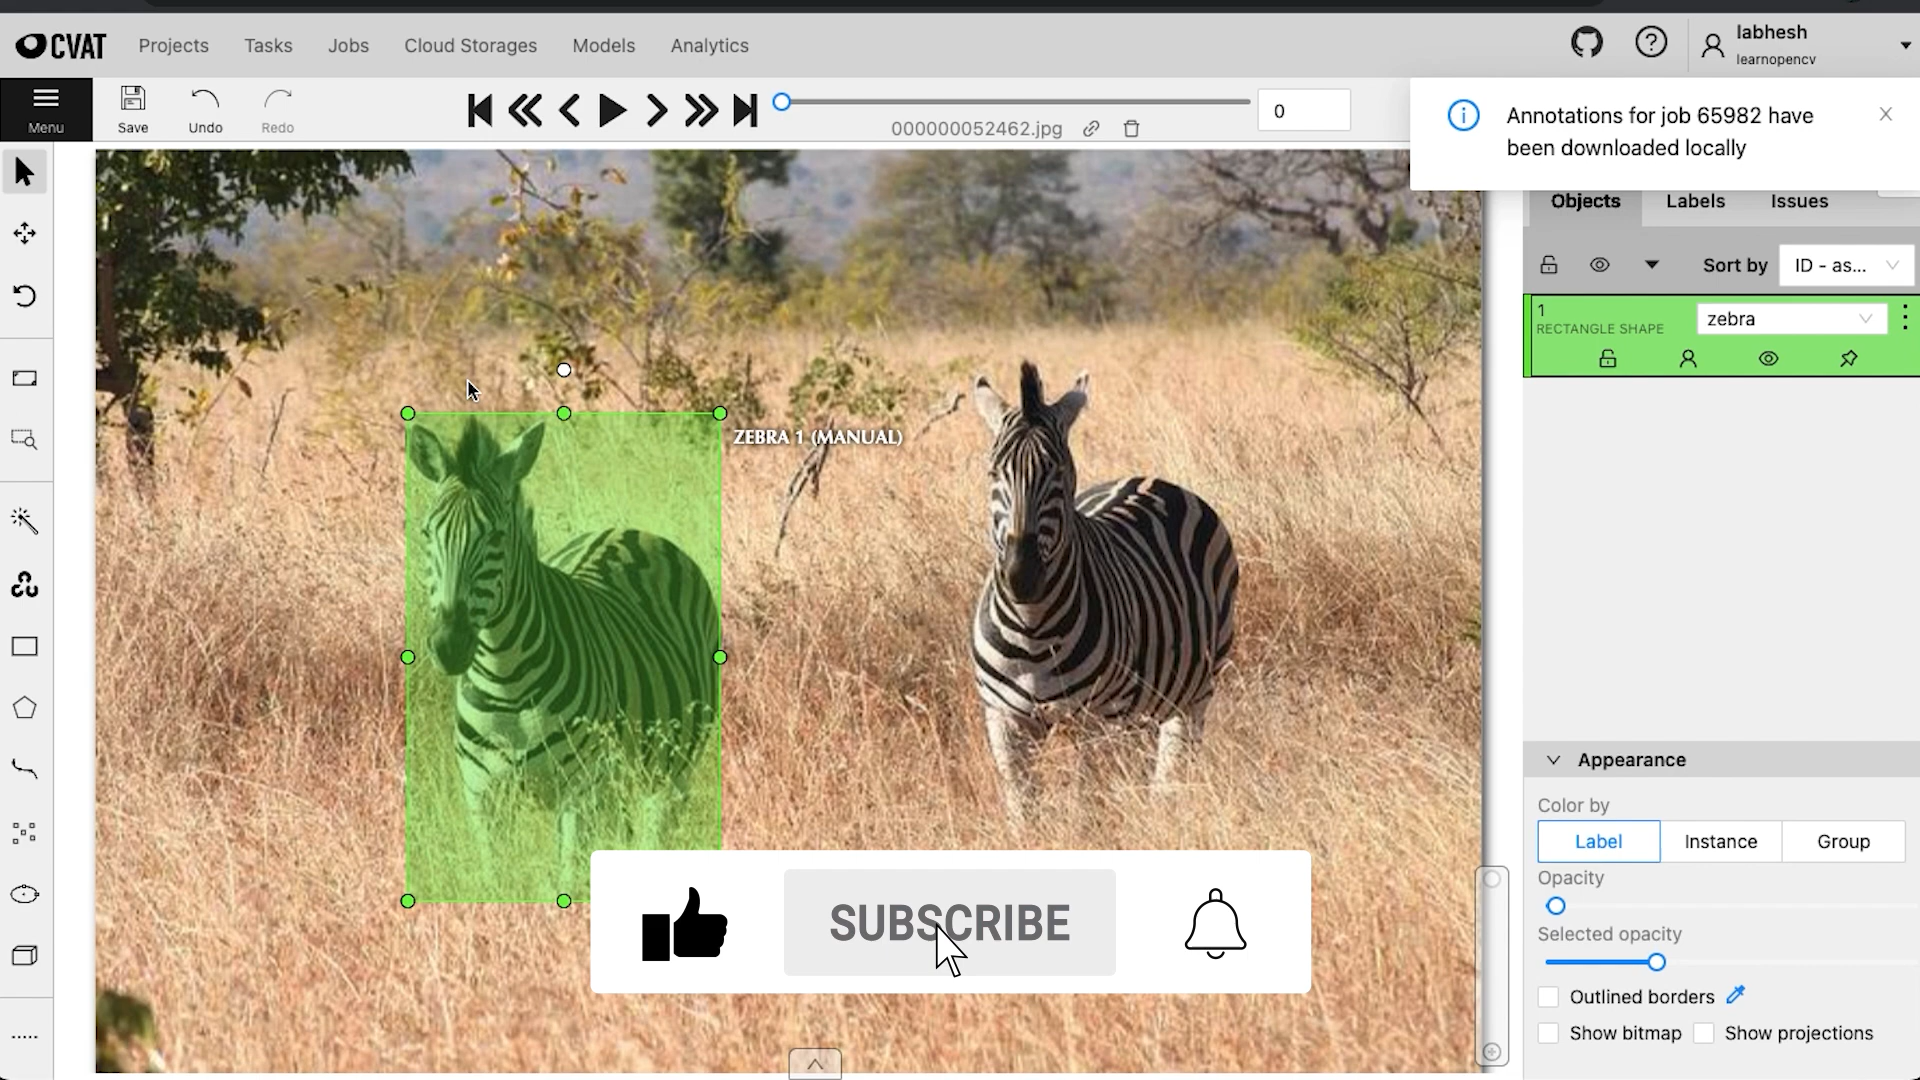 CVAT Projects Tasks Jobs Cloud Storages Models Analytics
labhesh
learnopencv
Menu Save Undo Redo
000000052462.jpg
0
Annotations for job 65982 have
been downloaded locally
Objects Labels Issues
Sort by ID - as...
1
RECTANGLE SHAPE
zebra
ZEBRA 1 (MANUAL)
Appearance
Color by
Label Instance Group
Opacity
Selected opacity
Outlined borders
Show bitmap Show projections
SUBSCRIBE